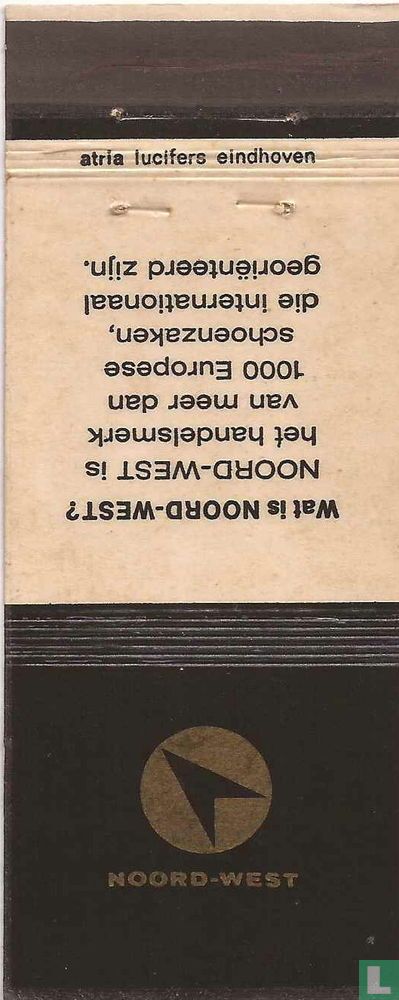 atria lucifers eindhoven
Wat is NOORD-WEST?
NOORD-WEST is
het handelsmerk
van meer dan
1000 Europese
schoenzaken,
die internationaal
georiënteerd zijn.
NOORD-WEST
L